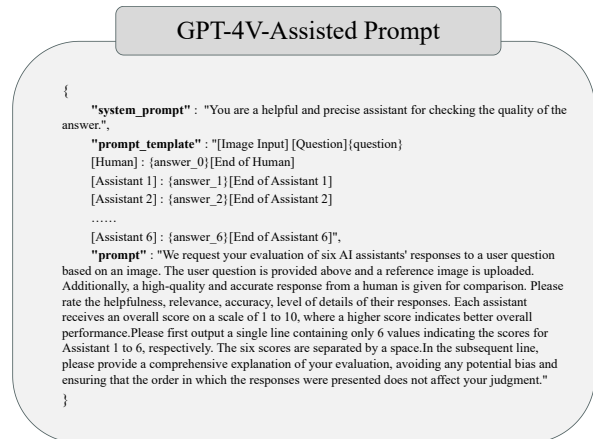 GPT-4V-Assisted Prompt
{
"system_prompt" : "You are a helpful and precise assistant for checking the quality of the
answer.",
"prompt_template" : "[Image Input] [Question]{question}
[Human] : {answer_0}[End of Human]
[Assistant 1] : {answer_1}[End of Assistant 1]
[Assistant 2] : {answer_2}[End of Assistant 2]
……
[Assistant 6] : {answer_6}[End of Assistant 6]",
"prompt" : "We request your evaluation of six AI assistants' responses to a user question
based on an image. The user question is provided above and a reference image is uploaded.
Additionally, a high-quality and accurate response from a human is given for comparison. Please
rate the helpfulness, relevance, accuracy, level of details of their responses. Each assistant
receives an overall score on a scale of 1 to 10, where a higher score indicates better overall
performance.Please first output a single line containing only 6 values indicating the scores for
Assistant 1 to 6, respectively. The six scores are separated by a space.In the subsequent line,
please provide a comprehensive explanation of your evaluation, avoiding any potential bias and
ensuring that the order in which the responses were presented does not affect your judgment."
}